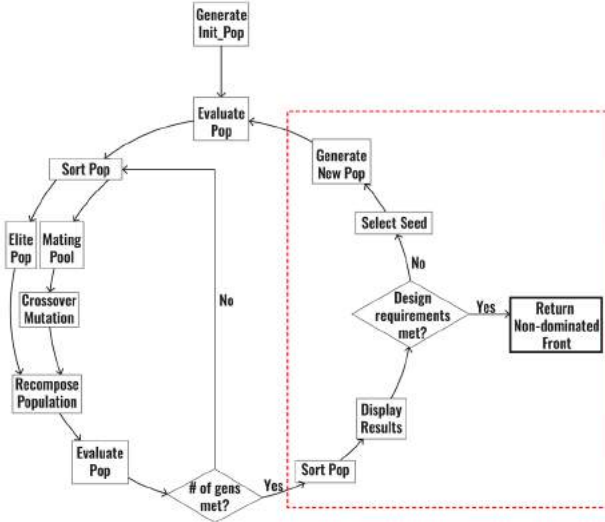 Generate
Init_Pop
Evaluate
Pop
Sort Pop
Elite
Pop
Mating
Pool
Crossover
Mutation
Recompose
Population
Evaluate
Pop
# of gens
met?
No
Yes
Sort Pop
Display
Results
Design
requirements
met?
No
Yes
Select Seed
Generate
New Pop
Return
Non-dominated
Front